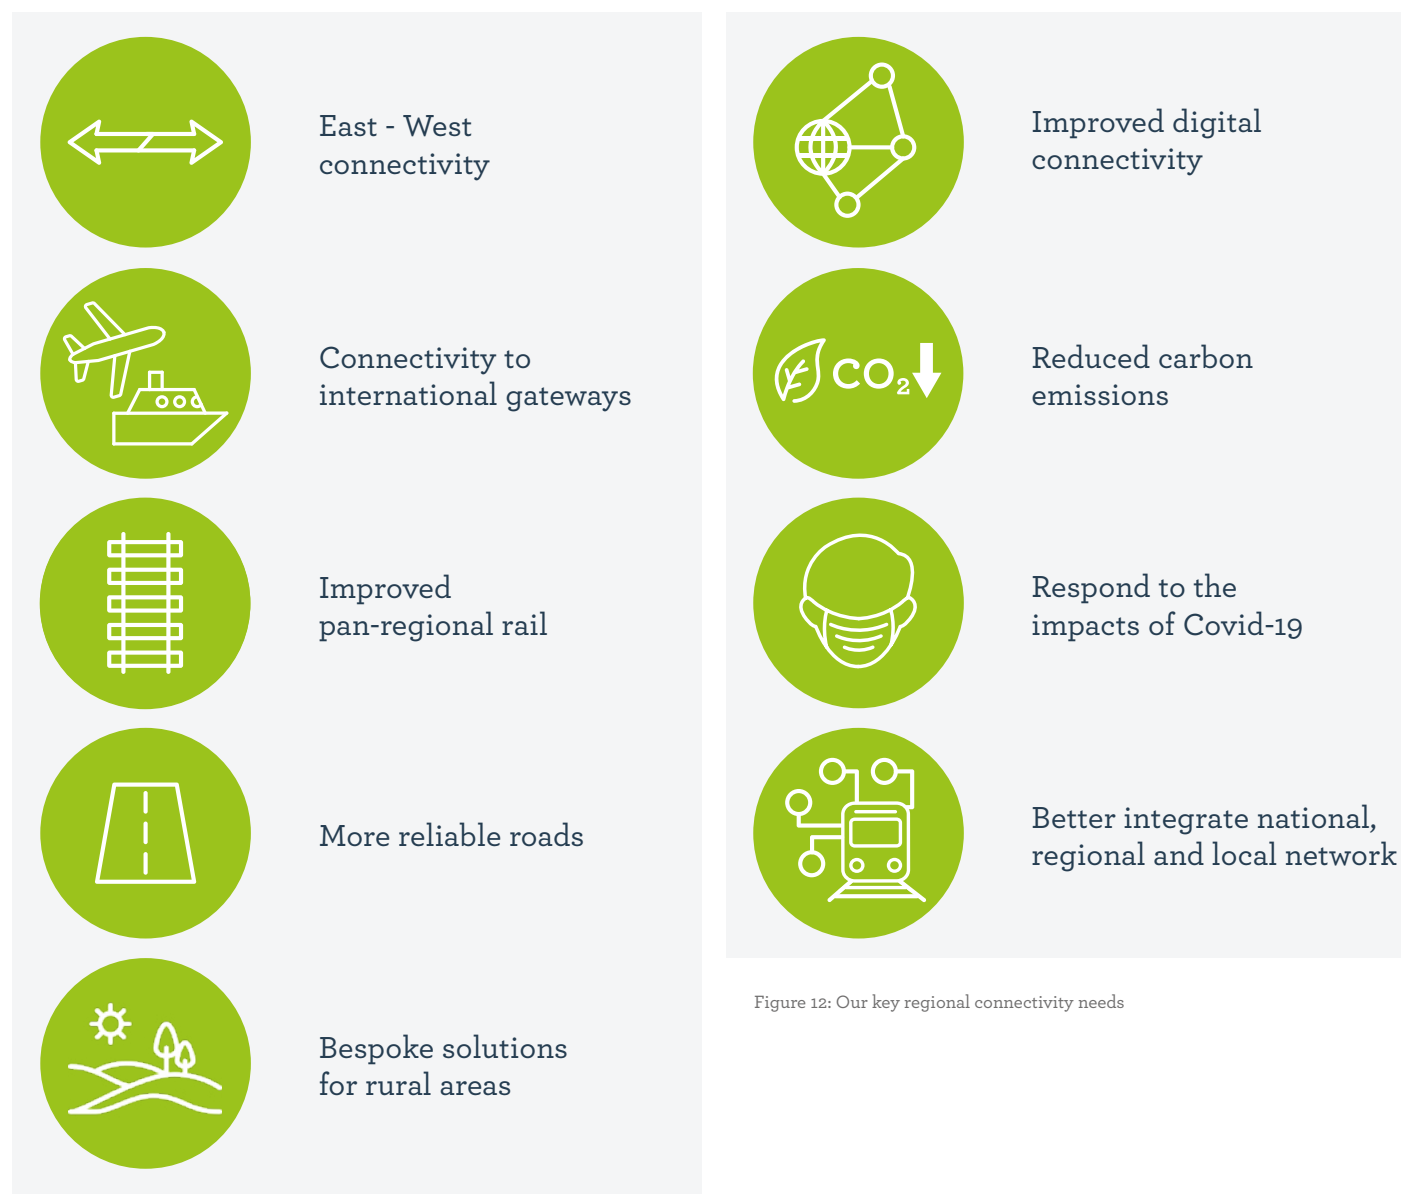 East - West
connectivity
Connectivity to
international gateways
Improved
pan-regional rail
More reliable roads
Bespoke solutions
for rural areas
Improved digital
connectivity
CO₂
Reduced carbon
emissions
Respond to the
impacts of Covid-19
Better integrate national,
regional and local network
Figure 12: Our key regional connectivity needs